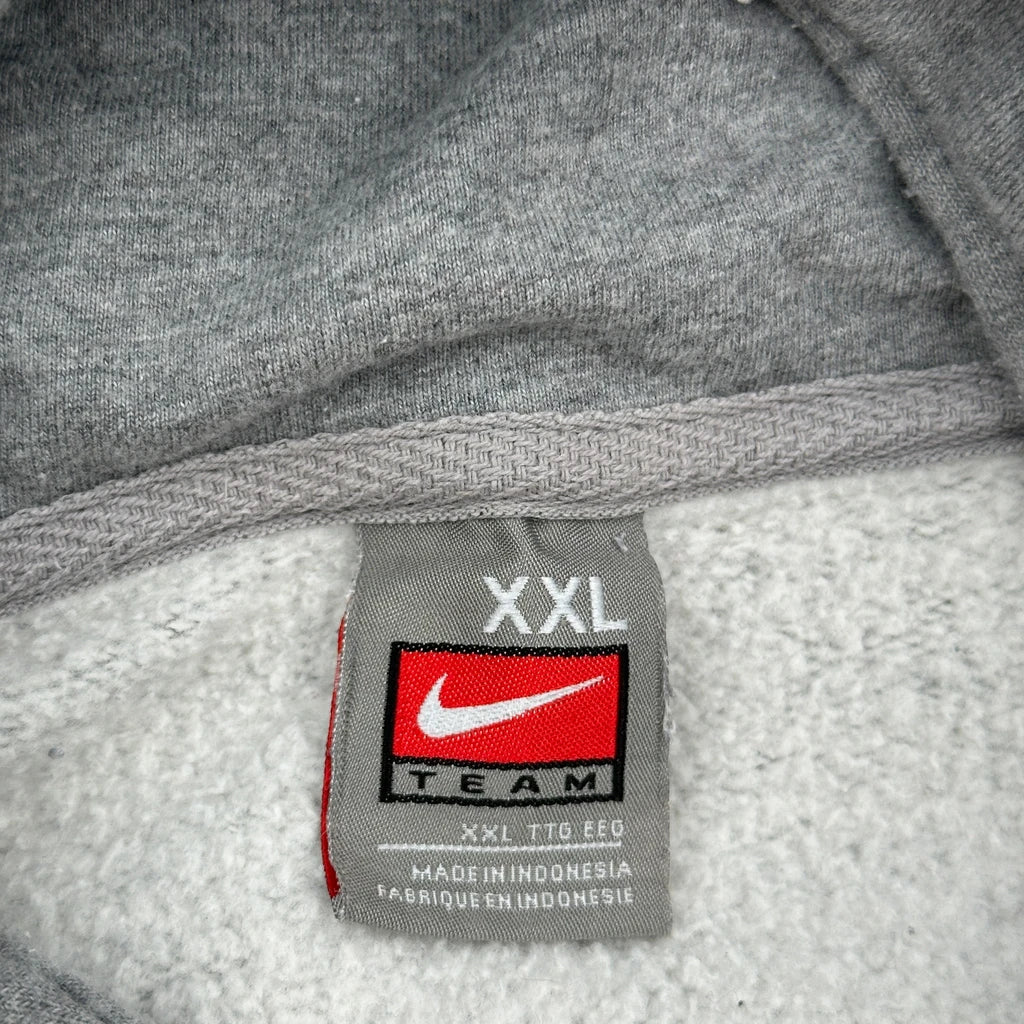 XXL
TEAM
XXL TTG EEG
MADE IN INDONESIA
FABRIQUE EN INDONESIE